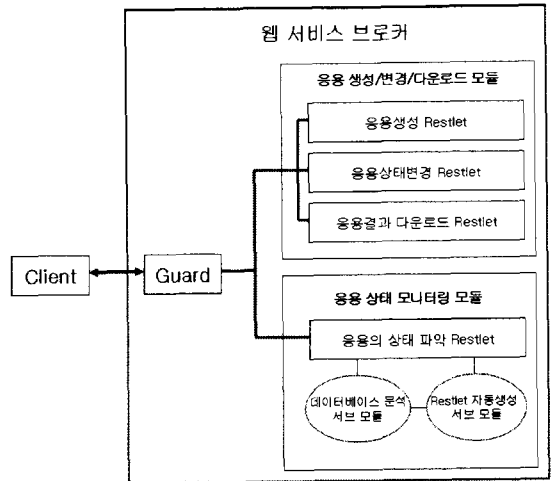 웹 서비스 브로커
응용 생성/변경/다운로드 모듈
응용생성 Restlet
응용상태변경 Restlet
응용결과 다운로드 Restlet
Client
Guard
응용 상태 모니터링 모듈
응용의 상태 파악 Restlet
데이터베이스 분석
서브 모듈
Restlet 자동생성
서브 모듈